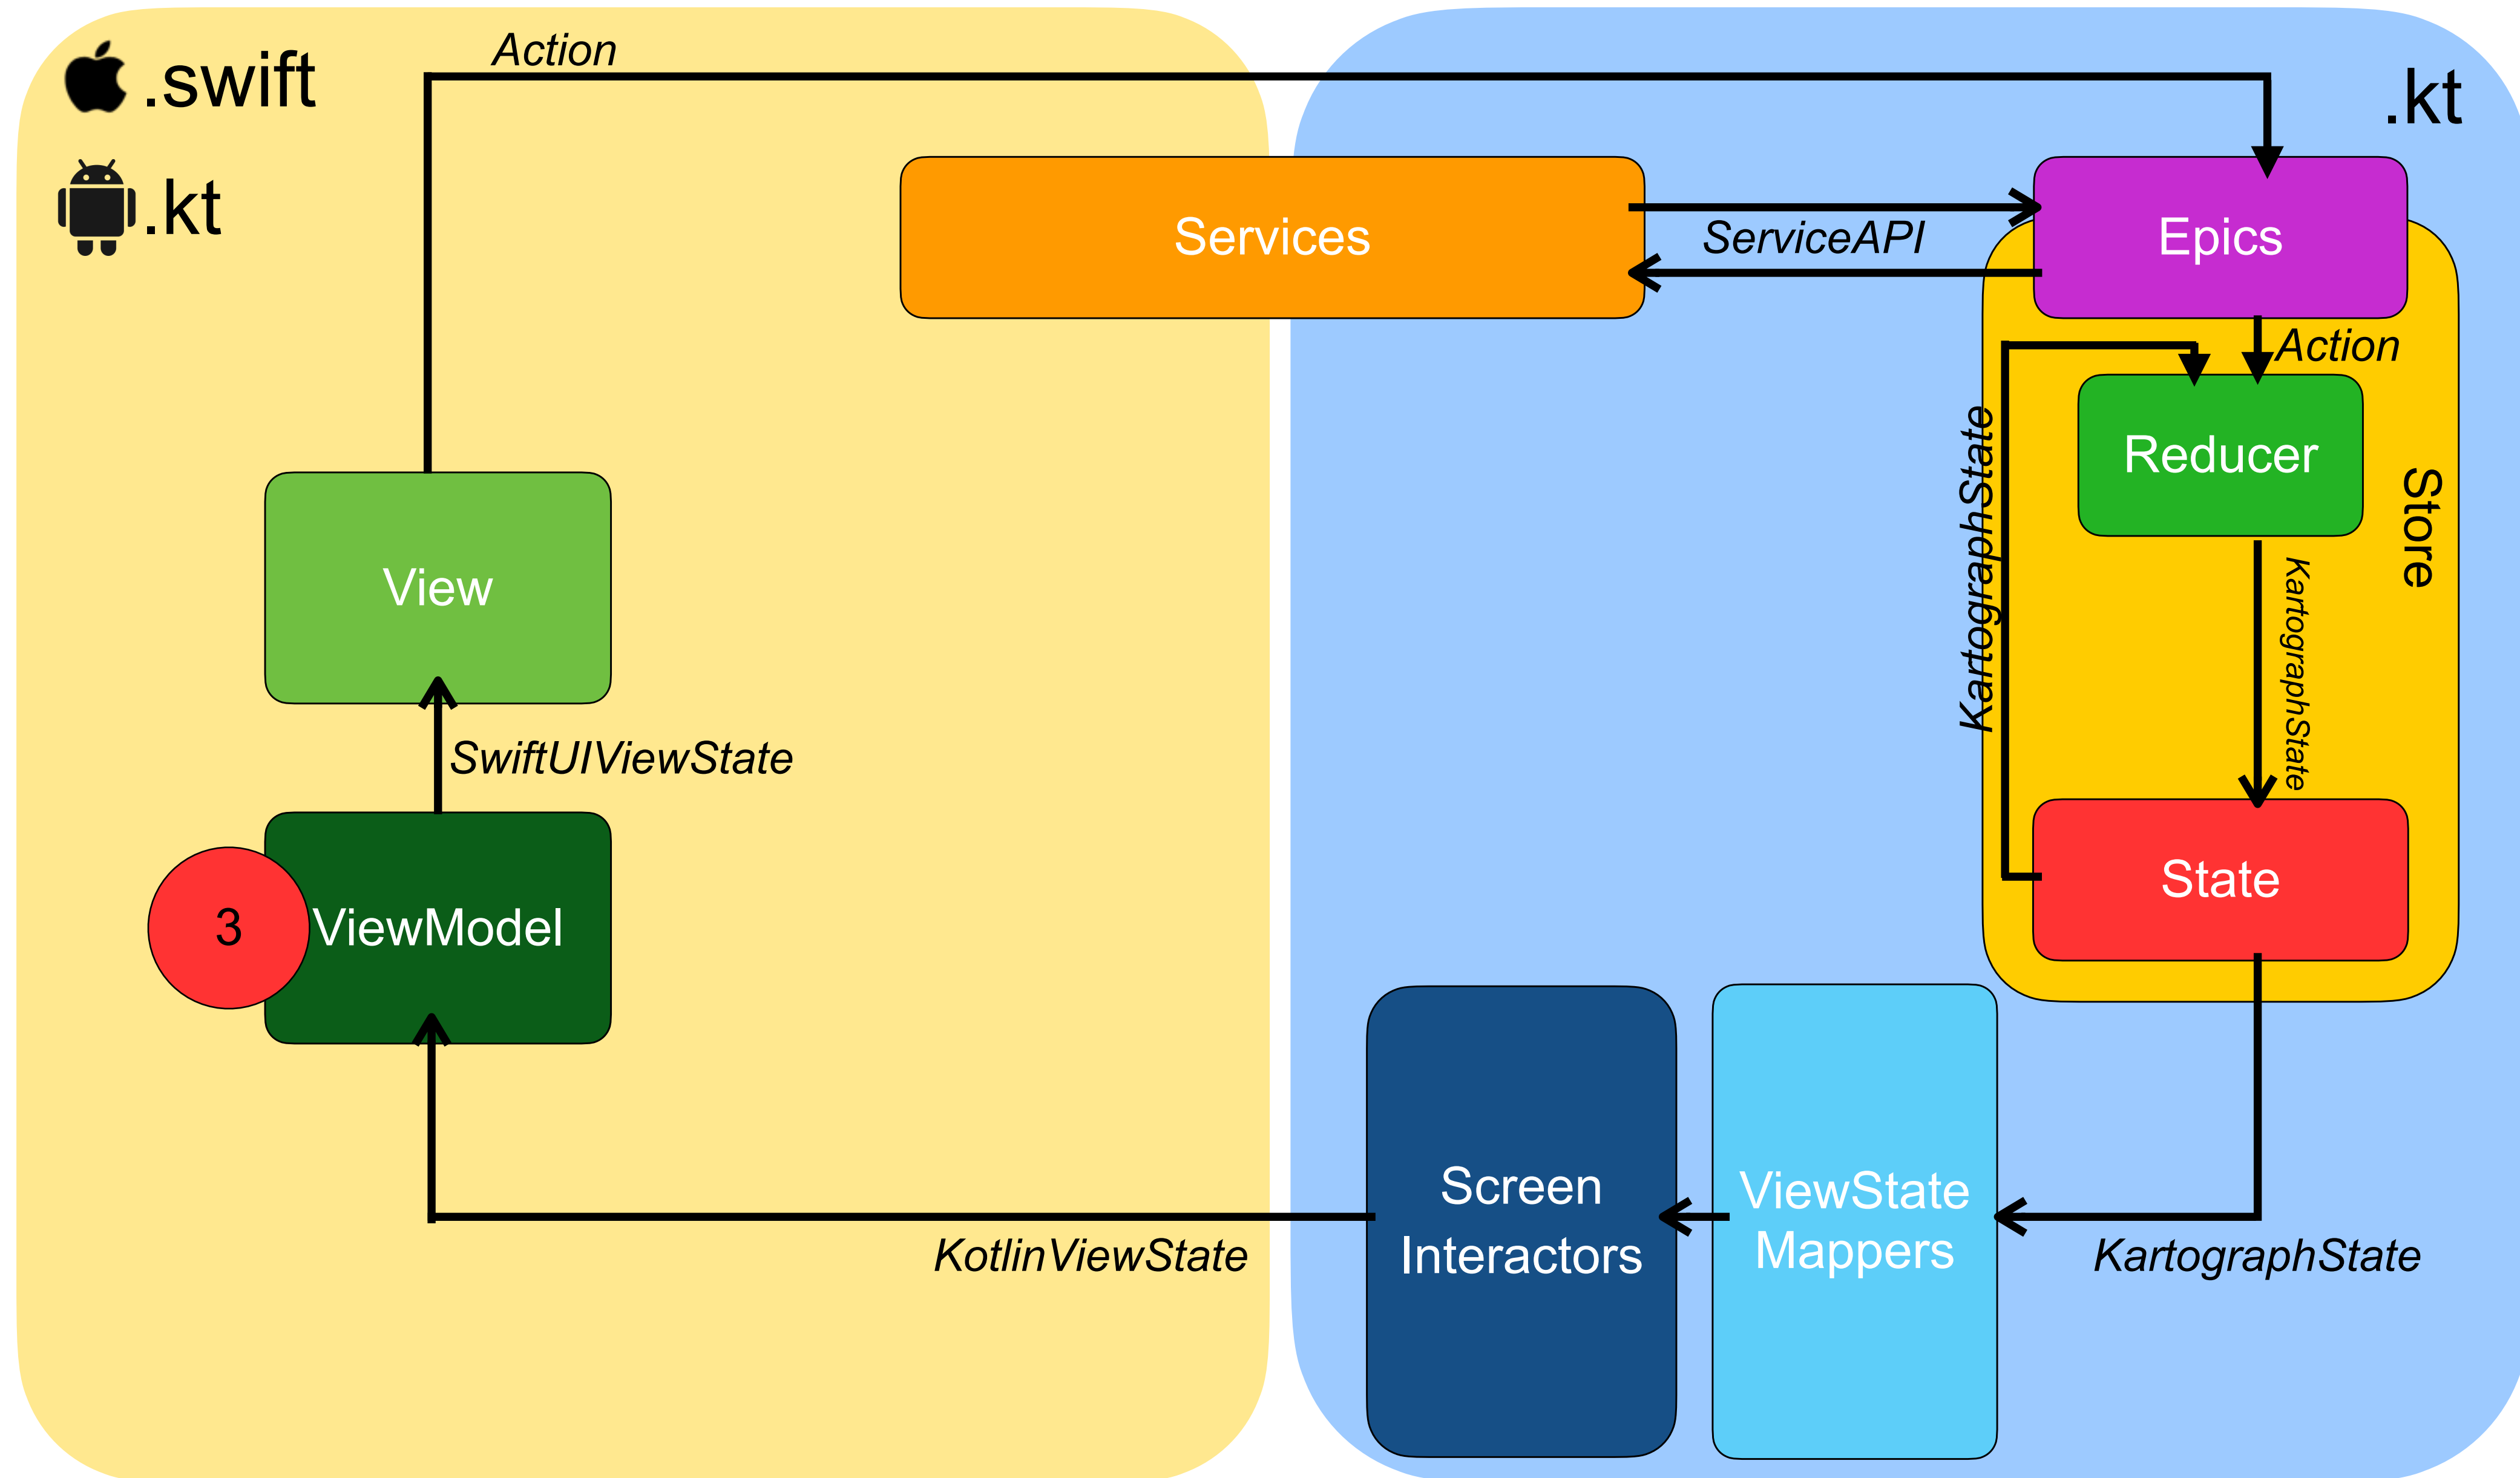 Action
.swift
.kt
.kt
Services
ServiceAPI
Epics
Action
Reducer
Store
KartographState
KartographState
View
SwiftUIViewState
State
3
ViewModel
Screen
Interactors
ViewState
Mappers
KotlinViewState
KartographState